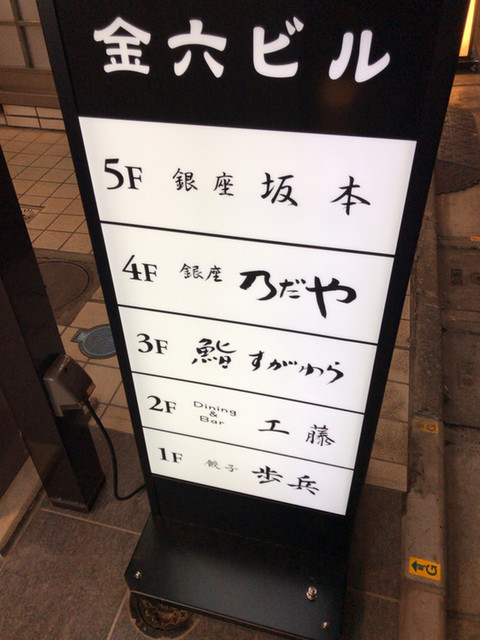 金六ビル
5F 銀座 坂本
4F 銀座 乃だや
3F 鮨 すがわら
2F Dining & Bar 工藤
1F 餃子 歩兵